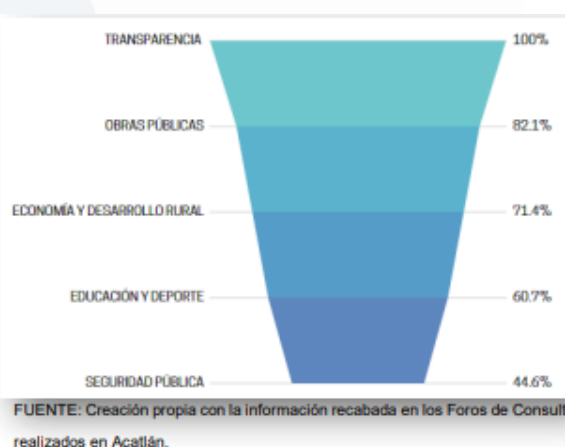 TRANSPARENCIA 100%
OBRAS PÚBLICAS 82.1%
ECONOMÍA Y DESARROLLO RURAL 71.4%
EDUCACIÓN Y DEPORTE 60.7%
SEGURIDAD PÚBLICA 44.6%
FUENTE: Creación propia con la información recabada en los Foros de Consult
realizados en Acatlán.